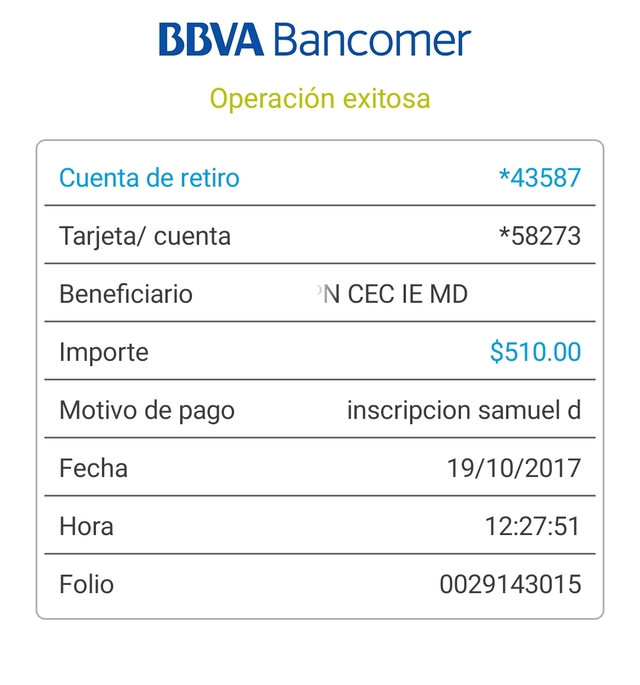 BBVA Bancomer
Operación exitosa
Cuenta de retiro *43587
Tarjeta/ cuenta *58273
Beneficiario CEC IE MD
Importe $510.00
Motivo de pago inscripcion samuel d
Fecha 19/10/2017
Hora 12:27:51
Folio 0029143015